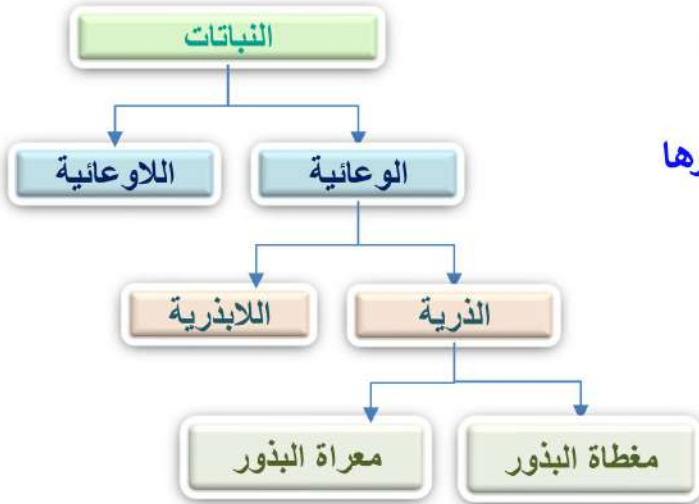 النباتات
الوعائية
اللاوعائية
الذرية
اللابذرية
مغطاة البذور
معراة البذور